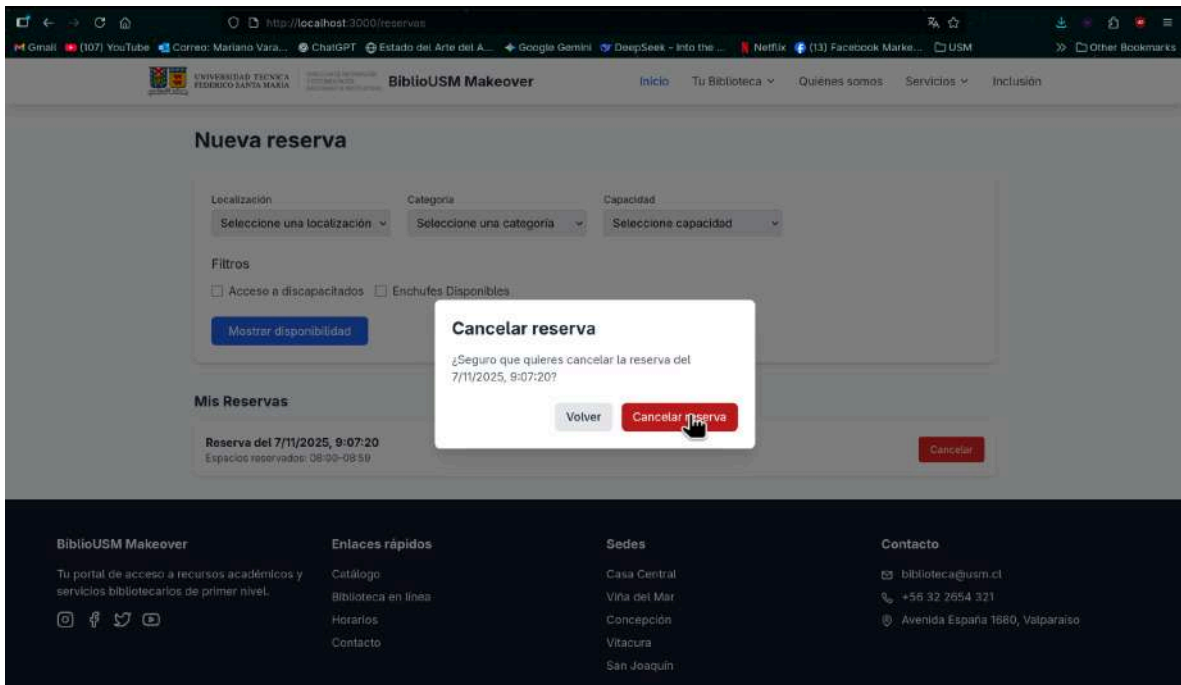 http://localhost:3000/reservas
Gmail
(107) YouTube
Correo: Mariano Vara...
ChatGPT
Estado del Arte del A...
Google Gemini
DeepSeek - Into the ...
Netflix
(13) Facebook Marke...
USM
Other Bookmarks
UNIVERSIDAD TECNICA
FEDERICO SANTA MARIA
BiblioUSM Makeover
Inicio
Tu Biblioteca
Quiénes somos
Servicios
Inclusión
Nueva reserva
Localización
Categoría
Capacidad
Seleccione una localización
Seleccione una categoría
Seleccione capacidad
Filtros
Acceso a discapacitados
Enchufes Disponibles
Mostrar disponibilidad
Cancelar reserva
¿Seguro que quieres cancelar la reserva del
7/11/2025, 9:07:20?
Volver
Cancelar reserva
Mis Reservas
Reserva del 7/11/2025, 9:07:20
Espacios reservados: 08:00-08:59
Cancelar
BiblioUSM Makeover
Tu portal de acceso a recursos académicos y
servicios bibliotecarios de primer nivel.
Enlaces rápidos
Catálogo
Biblioteca en línea
Horarios
Contacto
Sedes
Casa Central
Viña del Mar
Concepción
Vitacura
San Joaquín
Contacto
biblioteca@usm.cl
+56 32 2654 321
Avenida España 1680, Valparaíso